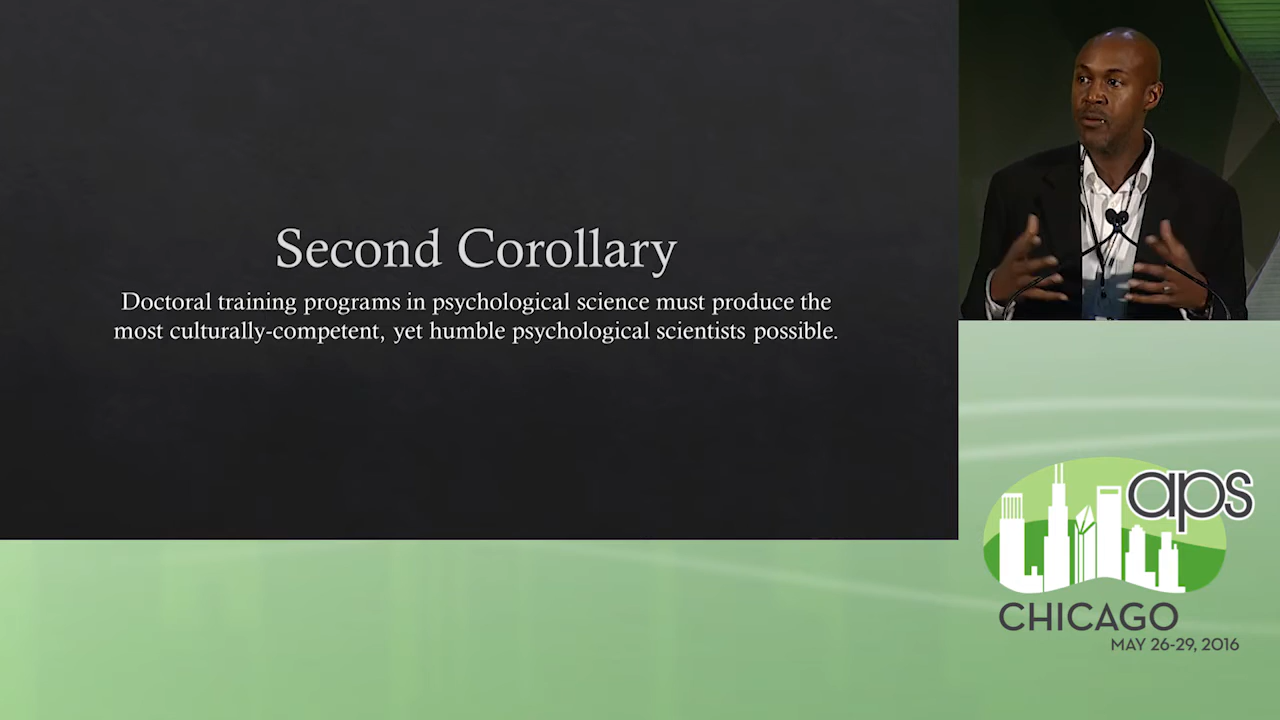 Second Corollary
Doctoral training programs in psychological science must produce the
most culturally-competent, yet humble psychological scientists possible.
aps
CHICAGO
MAY 26-29, 2016